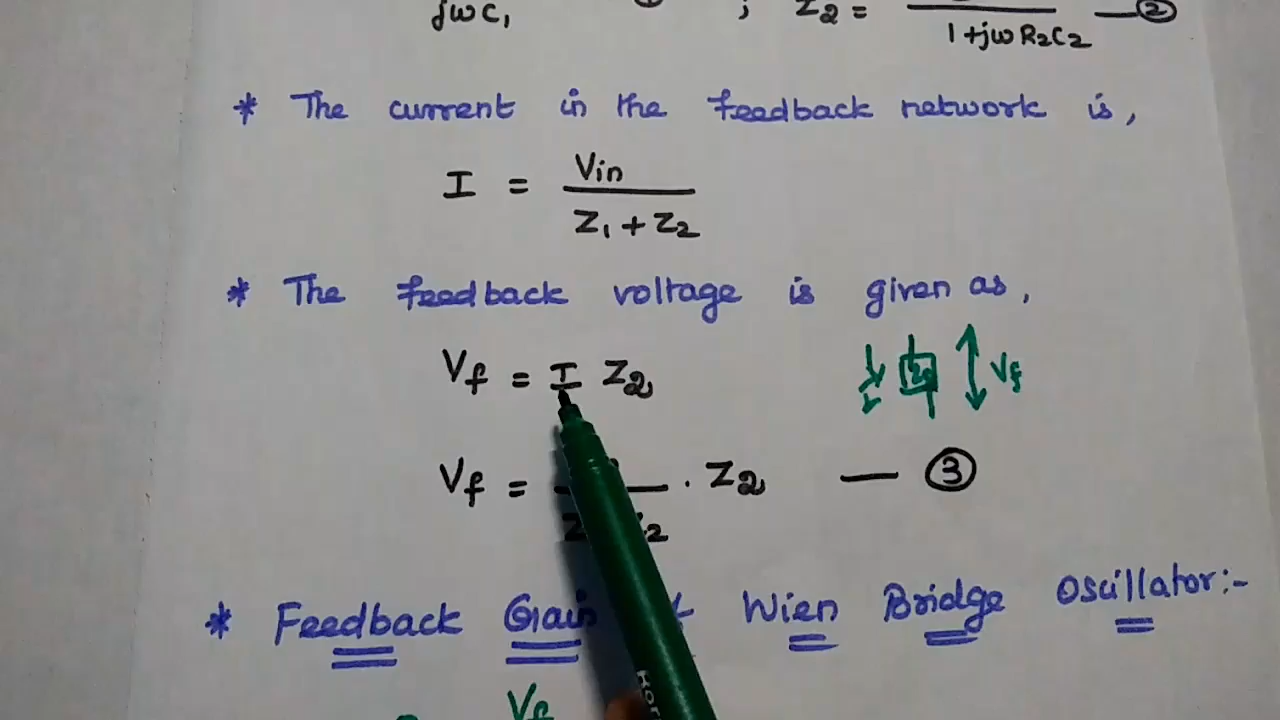 jωC₁ ; Z₂ = — ②
1+jωR₂C₂
* The current in the feedback network is,
I = Vin
Z₁ + Z₂
* The feedback voltage is given as,
Vf = I Z₂
Vf
Vf = . Z₂ — ③
* Feedback Gain Wien Bridge Oscillator:-
Vf